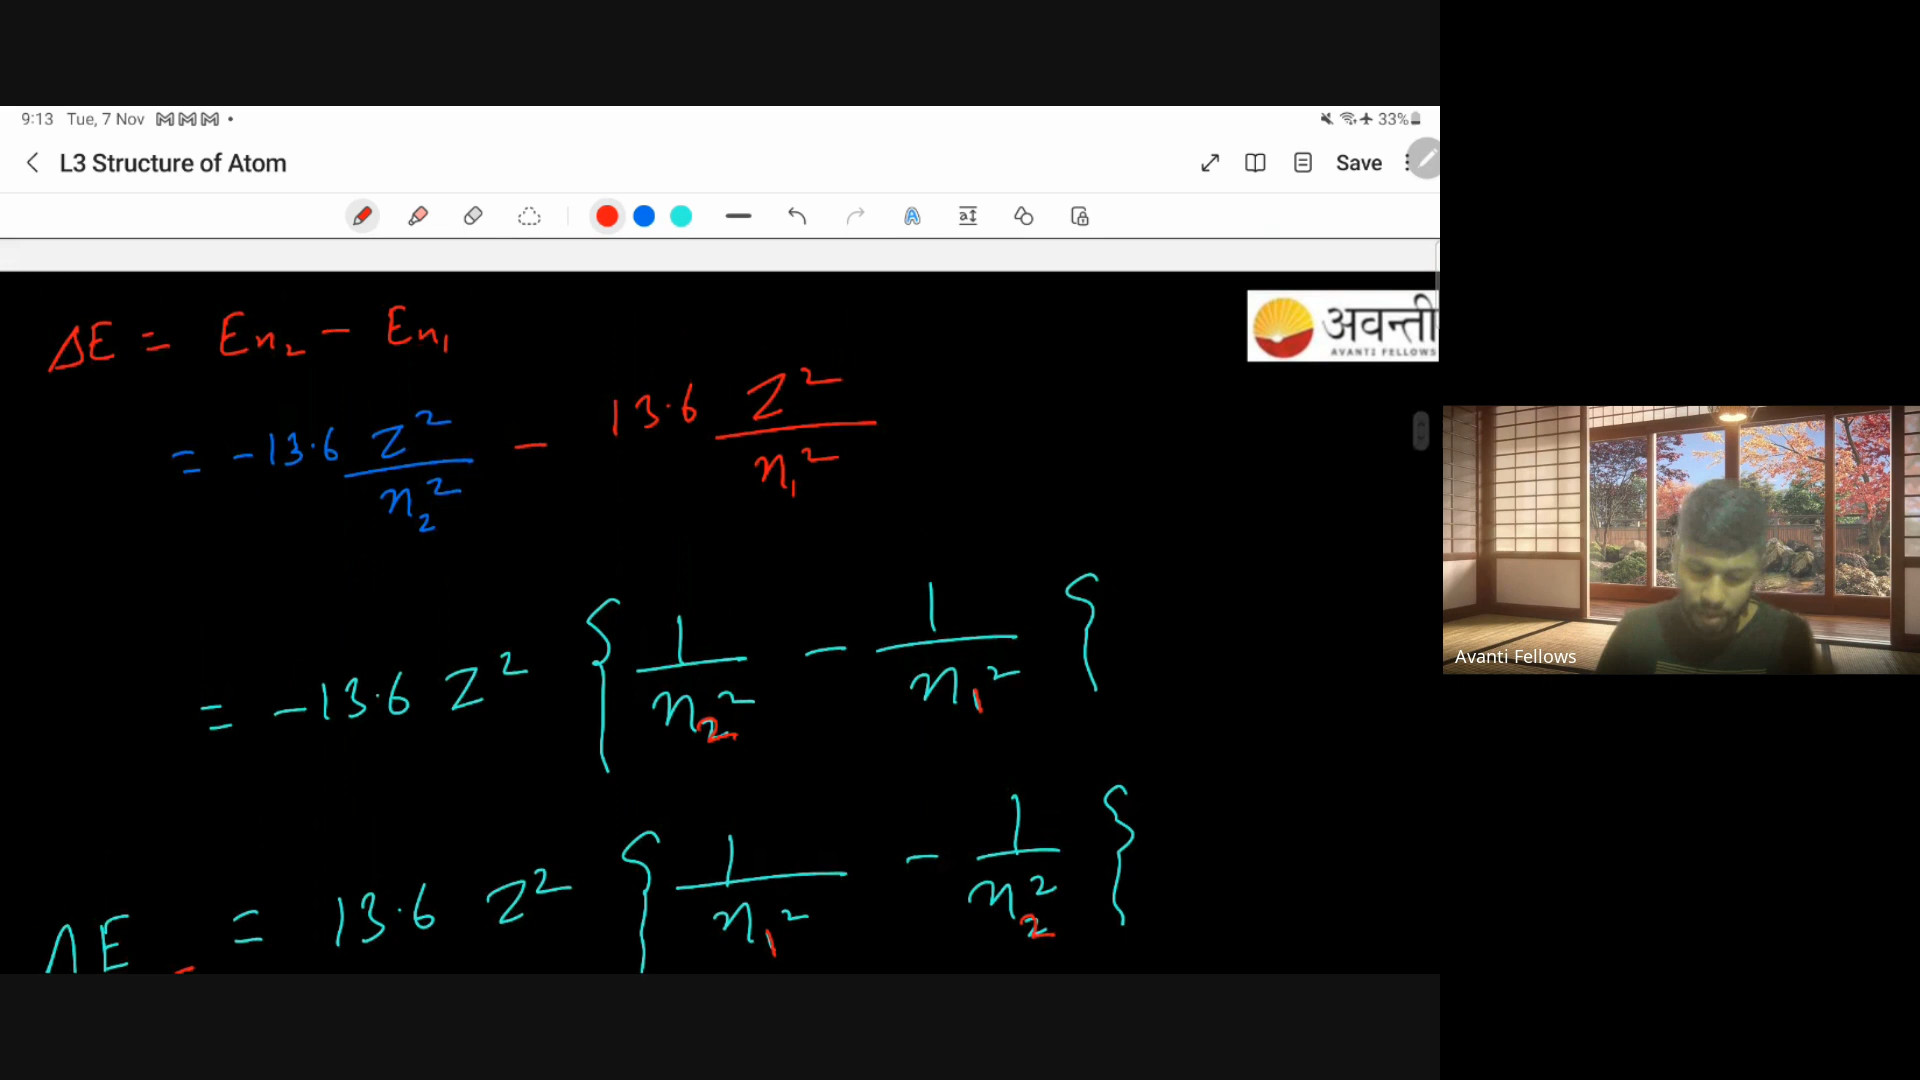 9:13 Tue, 7 Nov 33%
L3 Structure of Atom Save
अवन्ती
AVANTI FELLOWS
ΔE = En₂ - En₁
= -13.6 Z²/n₂² - 13.6 Z²/n₁²
= -13.6 Z² { 1/n₂² - 1/n₁² {
ΔE = 13.6 Z² { 1/n₁² - 1/n₂² }
Avanti Fellows